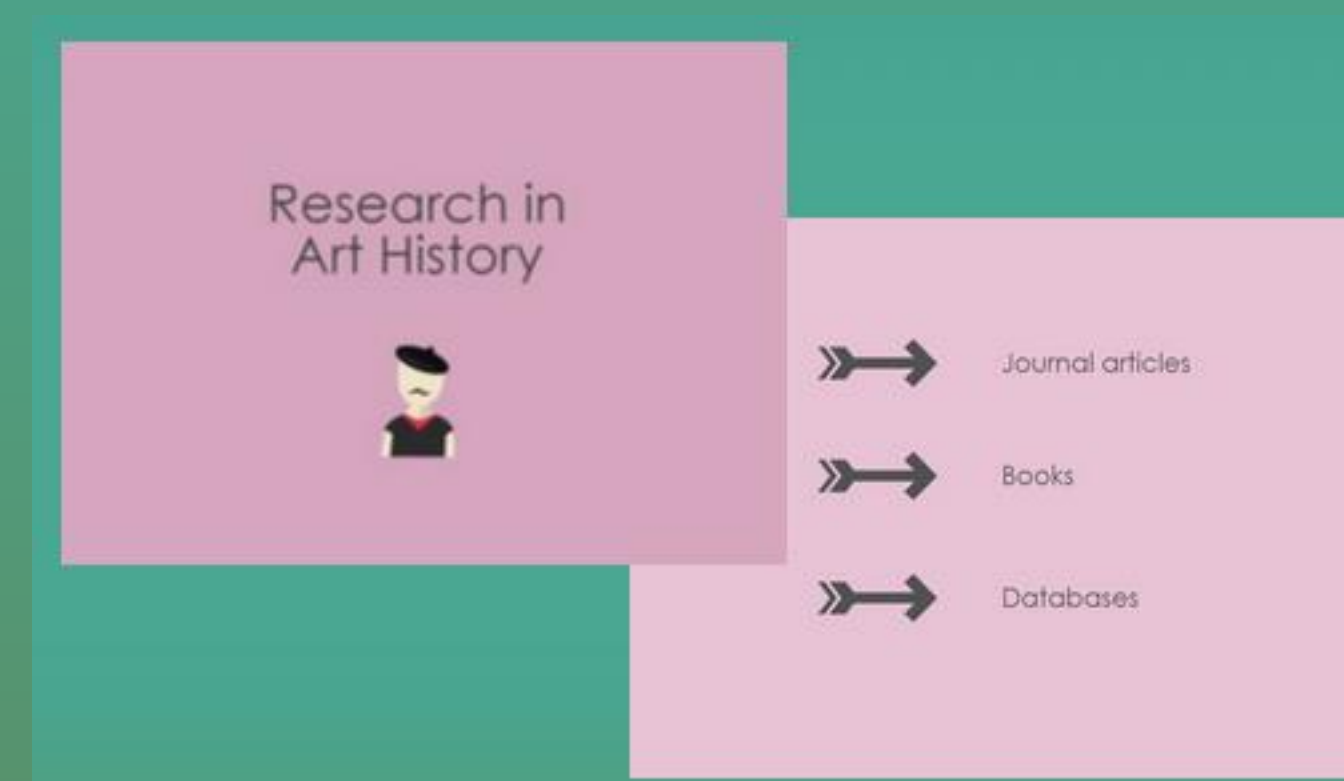 Research in
Art History
Journal articles
Books
Databases